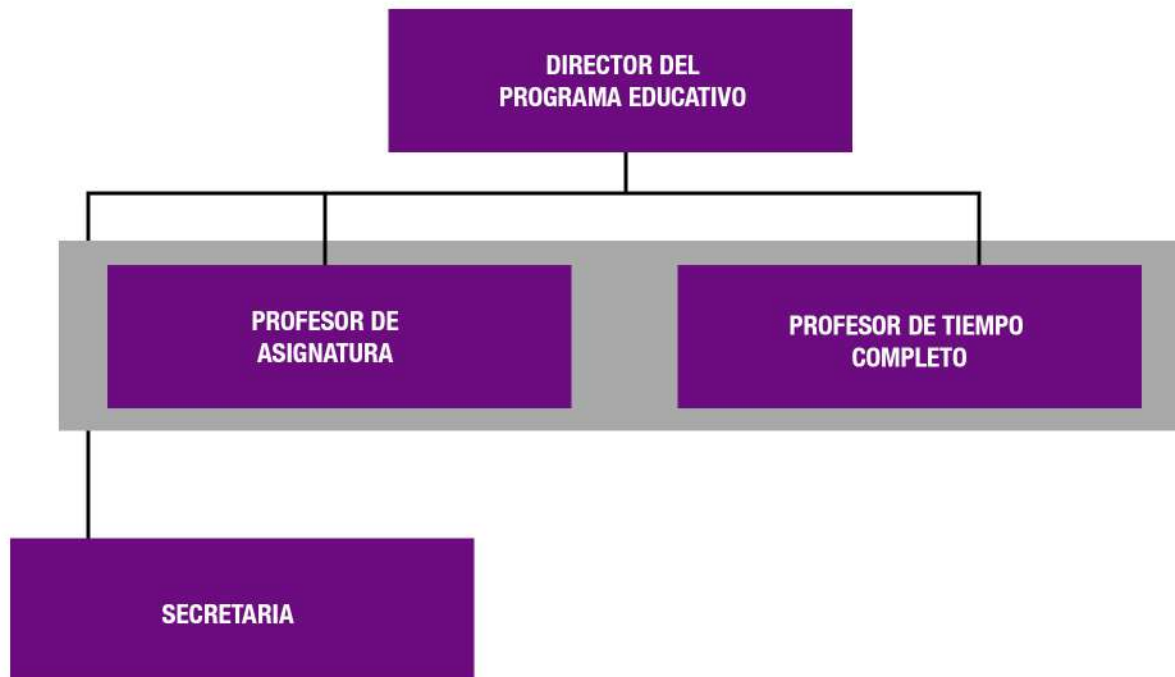 DIRECTOR DEL
PROGRAMA EDUCATIVO
PROFESOR DE
ASIGNATURA
PROFESOR DE TIEMPO
COMPLETO
SECRETARIA